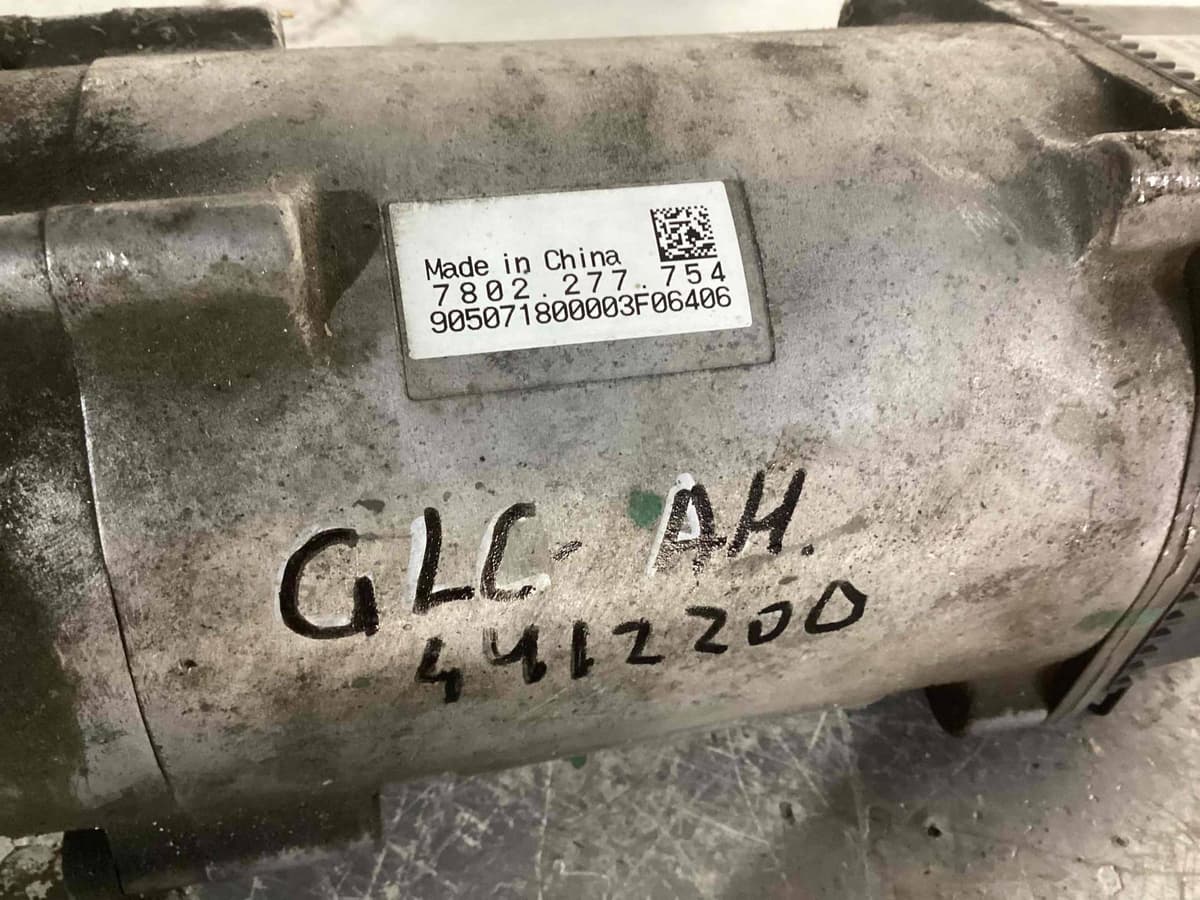 Made in China
7802.277.754
905071800003F06406
GLC- AH.
4412200